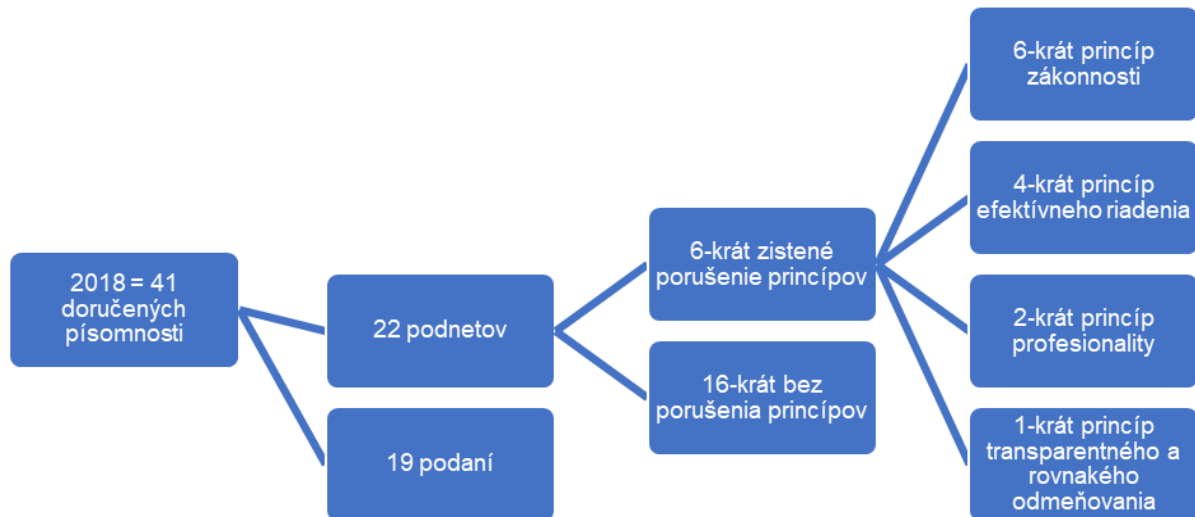 2018 = 41
doručených
písomnosti
22 podnetov
19 podaní
6-krát zistené
porušenie princípov
16-krát bez
porušenia princípov
6-krát princíp
zákonnosti
4-krát princíp
efektívneho riadenia
2-krát princíp
profesionality
1-krát princíp
transparentného a
rovnakého
odmeňovania